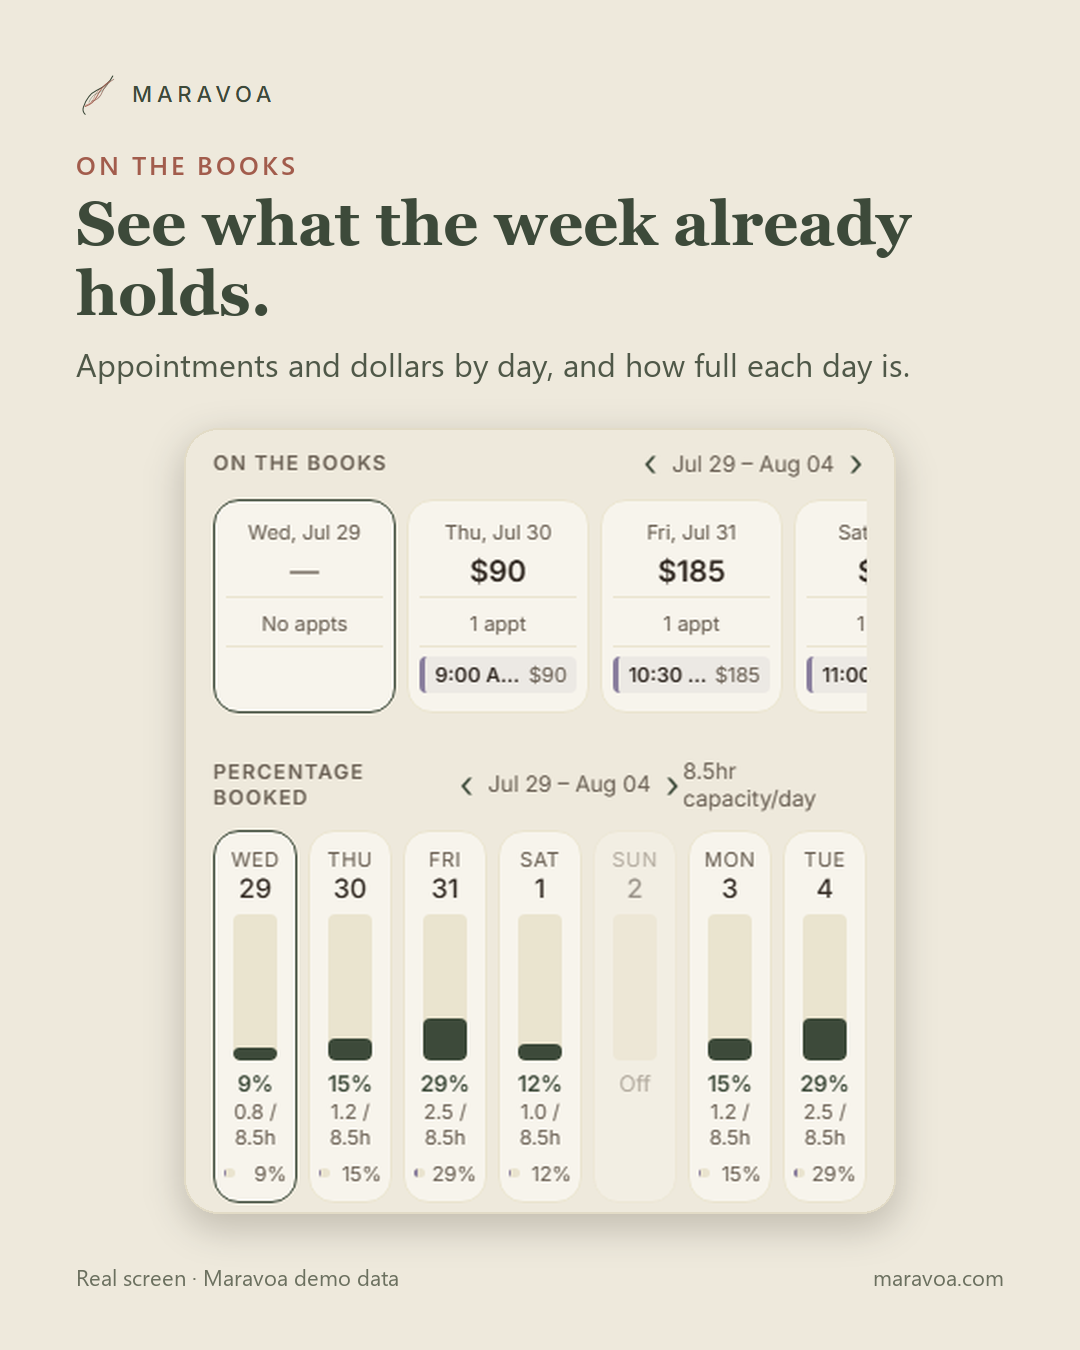 MARAVOA
ON THE BOOKS
See what the week already
holds.
Appointments and dollars by day, and how full each day is.
ON THE BOOKS
‹ Jul 29 – Aug 04 ›
Wed, Jul 29
—
No appts
Thu, Jul 30
$90
1 appt
9:00 A... $90
Fri, Jul 31
$185
1 appt
10:30 ... $185
Sat
$
1
11:00
PERCENTAGE
BOOKED
‹ Jul 29 – Aug 04 ›
8.5hr
capacity/day
WED
29
9%
0.8 /
8.5h
9%
THU
30
15%
1.2 /
8.5h
15%
FRI
31
29%
2.5 /
8.5h
29%
SAT
1
12%
1.0 /
8.5h
12%
SUN
2
Off
MON
3
15%
1.2 /
8.5h
15%
TUE
4
29%
2.5 /
8.5h
29%
Real screen · Maravoa demo data
maravoa.com